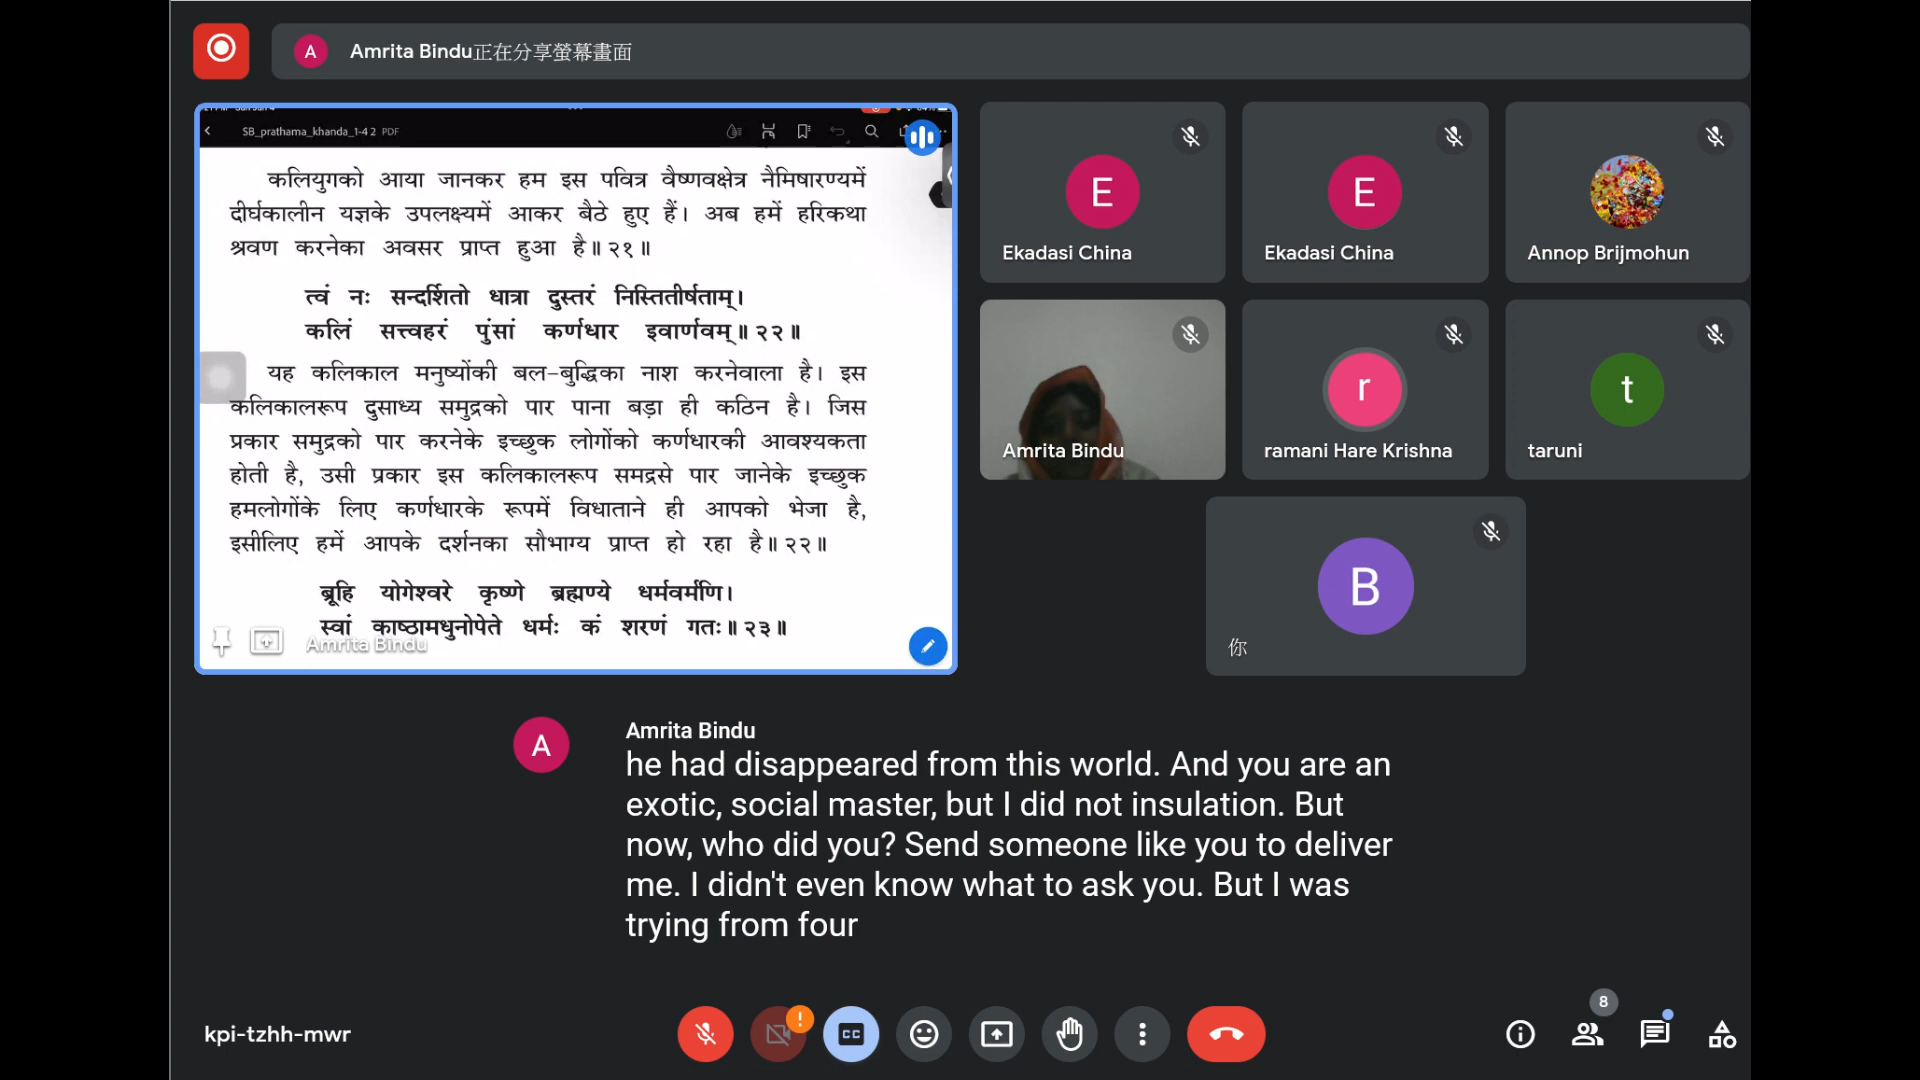 A Amrita Bindu正在分享螢幕畫面
SB_prathama_khanda_1-4 2 PDF
कलियुगको आया जानकर हम इस पवित्र वैष्णवक्षेत्र नैमिषारण्यमें
दीर्घकालीन यज्ञके उपलक्ष्यमें आकर बैठे हुए हैं। अब हमें हरिकथा
श्रवण करनेका अवसर प्राप्त हुआ है॥२१॥
त्वं नः सन्दर्शितो धात्रा दुस्तरं निस्तितीर्षताम्।
कलिं सत्त्वहरं पुंसां कर्णधार इवार्णवम्॥२२॥
यह कलिकाल मनुष्योंकी बल-बुद्धिका नाश करनेवाला है। इस
कलिकालरूप दुसाध्य समुद्रको पार पाना बड़ा ही कठिन है। जिस
प्रकार समुद्रको पार करनेके इच्छुक लोगोंको कर्णधारकी आवश्यकता
होती है, उसी प्रकार इस कलिकालरूप समद्रसे पार जानेके इच्छुक
हमलोगोंके लिए कर्णधारके रूपमें विधाताने ही आपको भेजा है,
इसीलिए हमें आपके दर्शनका सौभाग्य प्राप्त हो रहा है॥२२॥
ब्रूहि योगेश्वरे कृष्णे ब्रह्मण्ये धर्मवर्मणि।
स्वां काष्ठामधुनोपेते धर्मः कं शरणं गतः॥२३॥
Amrita Bindu
E
Ekadasi China
E
Ekadasi China
Annop Brijmohun
Amrita Bindu
r
ramani Hare Krishna
t
taruni
B
你
A
Amrita Bindu
he had disappeared from this world. And you are an
exotic, social master, but I did not insulation. But
now, who did you? Send someone like you to deliver
me. I didn't even know what to ask you. But I was
trying from four
kpi-tzhh-mwr
!
CC
8